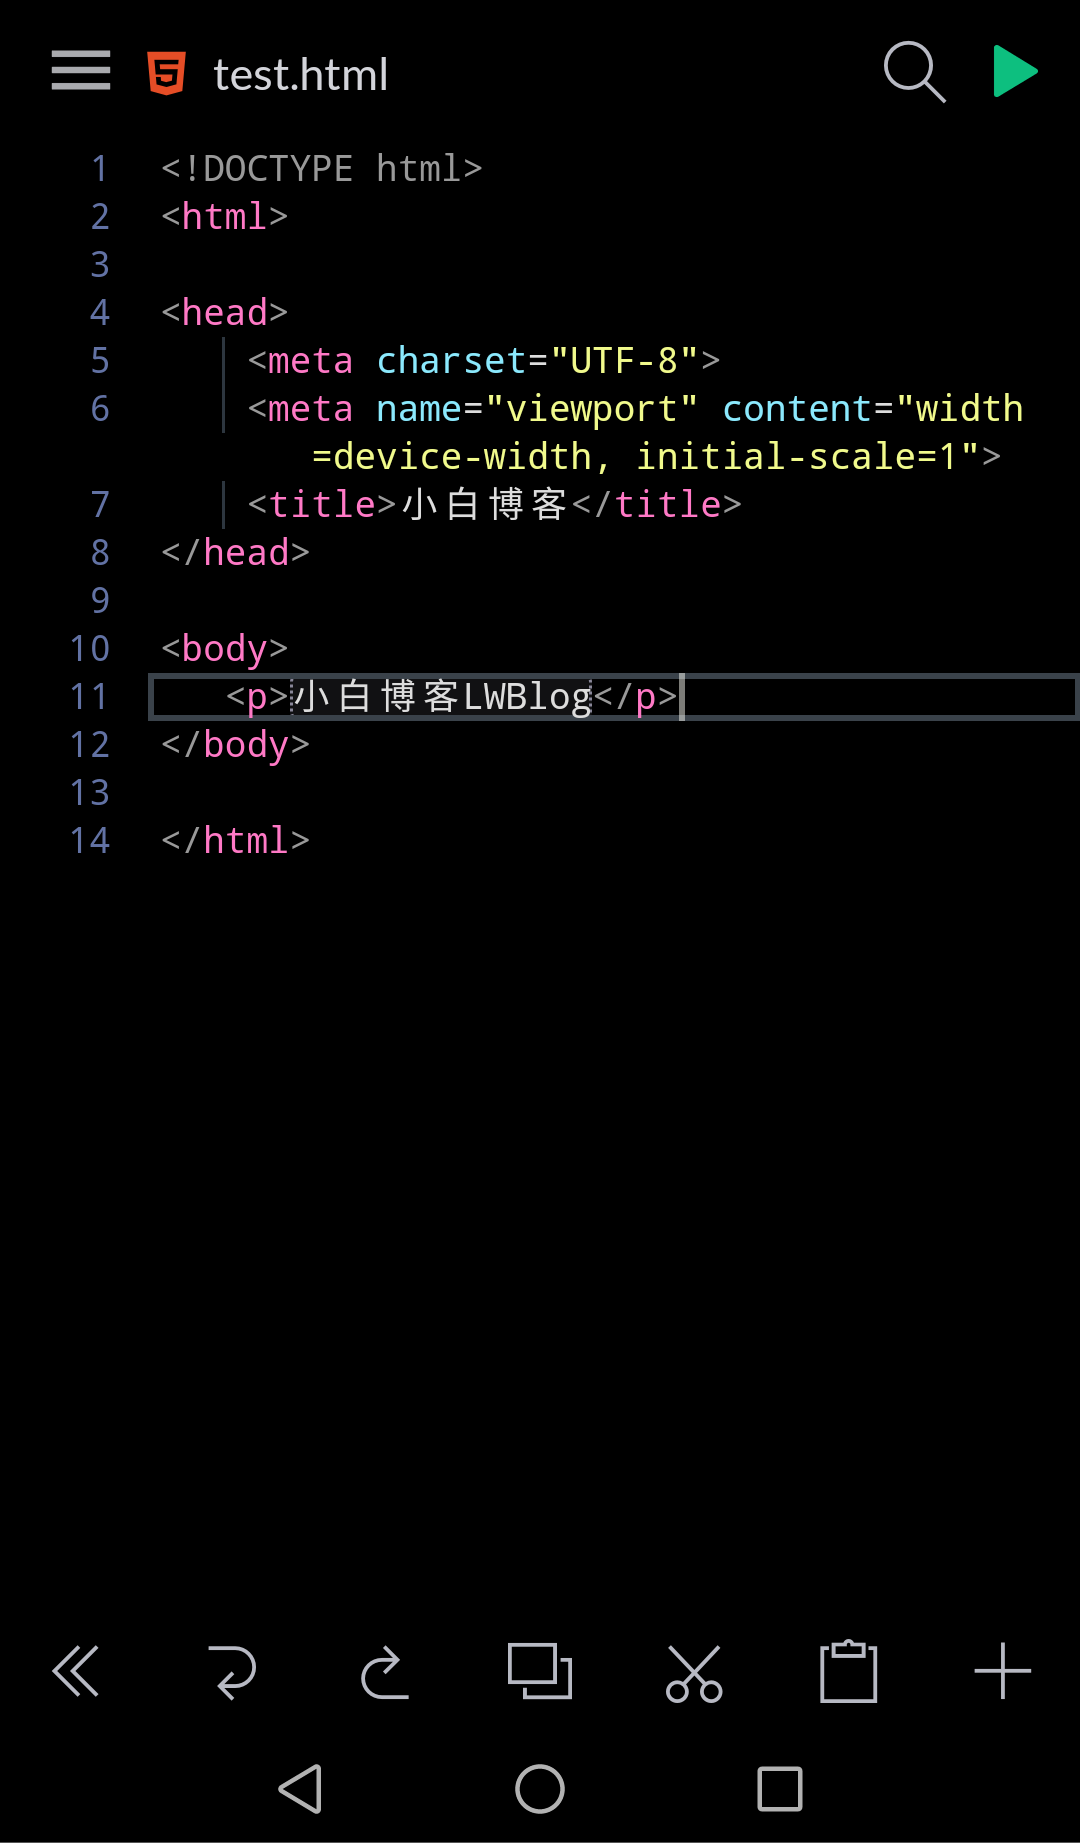 test.html
1 <!DOCTYPE html>
2 <html>
3
4 <head>
5 <meta charset="UTF-8">
6 <meta name="viewport" content="width
=device-width, initial-scale=1">
7 <title>小白博客</title>
8 </head>
9
10 <body>
11 <p>小白博客LWBlog</p>
12 </body>
13
14 </html>